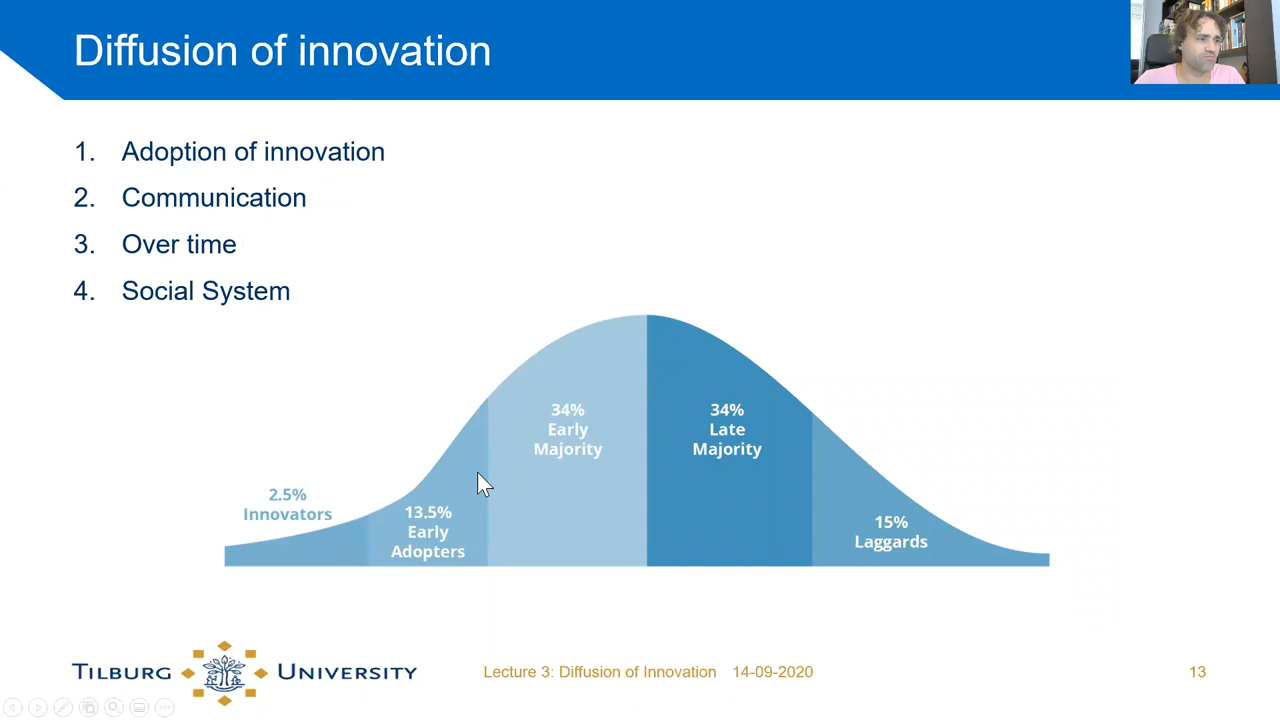 Diffusion of innovation
1. Adoption of innovation
2. Communication
3. Over time
4. Social System
34%
Early
Majority
34%
Late
Majority
2.5%
Innovators
13.5%
Early
Adopters
15%
Laggards
TILBURG UNIVERSITY
Lecture 3: Diffusion of Innovation 14-09-2020
13